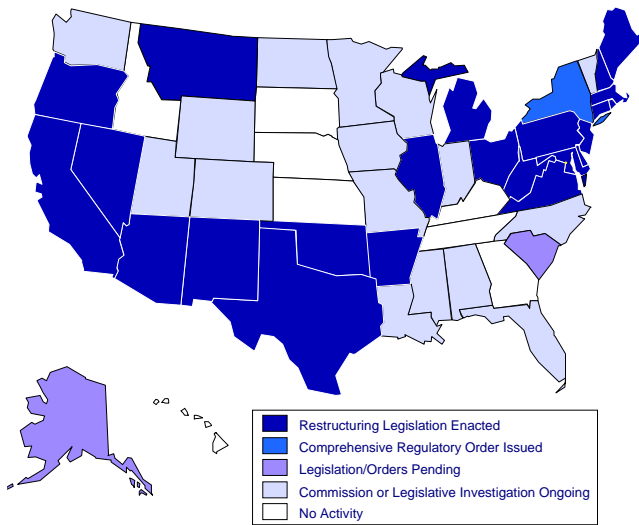 Restructuring Legislation Enacted
Comprehensive Regulatory Order Issued
Legislation/Orders Pending
Commission or Legislative Investigation Ongoing
No Activity